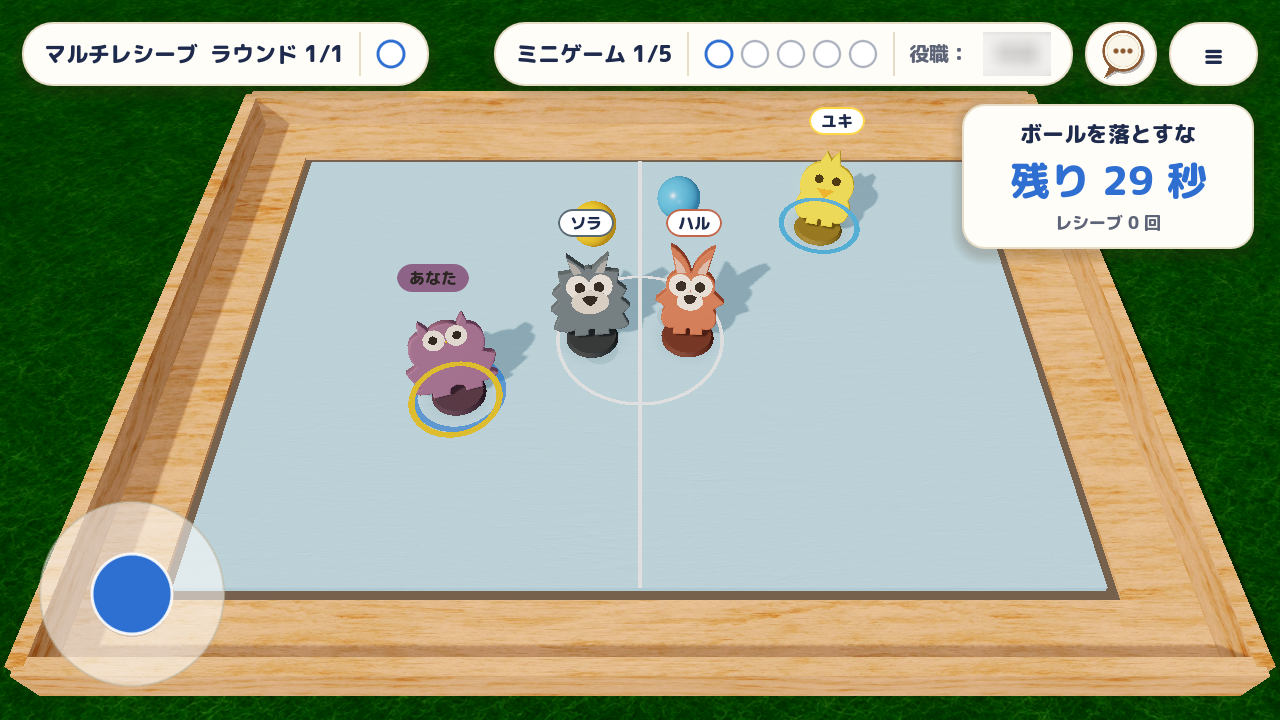 マルチレシーブ ラウンド 1/1
ミニゲーム 1/5
役職：
ボールを落とすな
残り 29 秒
レシーブ 0 回
ユキ
ソラ
ハル
あなた